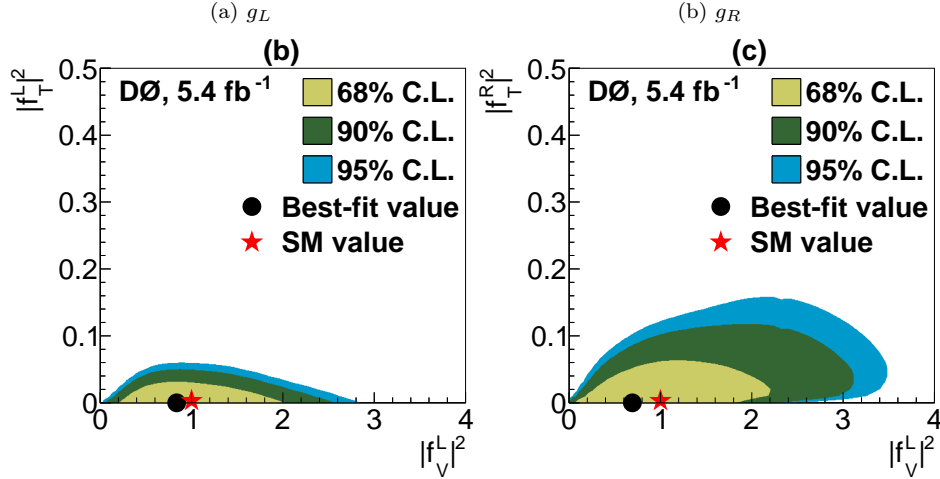 (a) g_L
(b) g_R
(b)
|f_T^L|^2
0.5
0.4
0.3
0.2
0.1
0
DØ, 5.4 fb^-1
68% C.L.
90% C.L.
95% C.L.
Best-fit value
SM value
0 1 2 3 4
|f_V^L|^2
(c)
|f_T^R|^2
0.5
0.4
0.3
0.2
0.1
0
DØ, 5.4 fb^-1
68% C.L.
90% C.L.
95% C.L.
Best-fit value
SM value
0 1 2 3 4
|f_V^L|^2